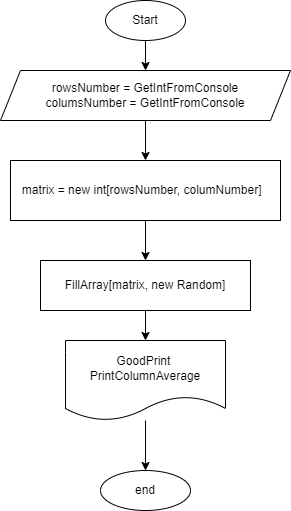 Start
rowsNumber = GetIntFromConsole
columsNumber = GetIntFromConsole
matrix = new int[rowsNumber, columNumber]
FillArray[matrix, new Random]
GoodPrint
PrintColumnAverage
end